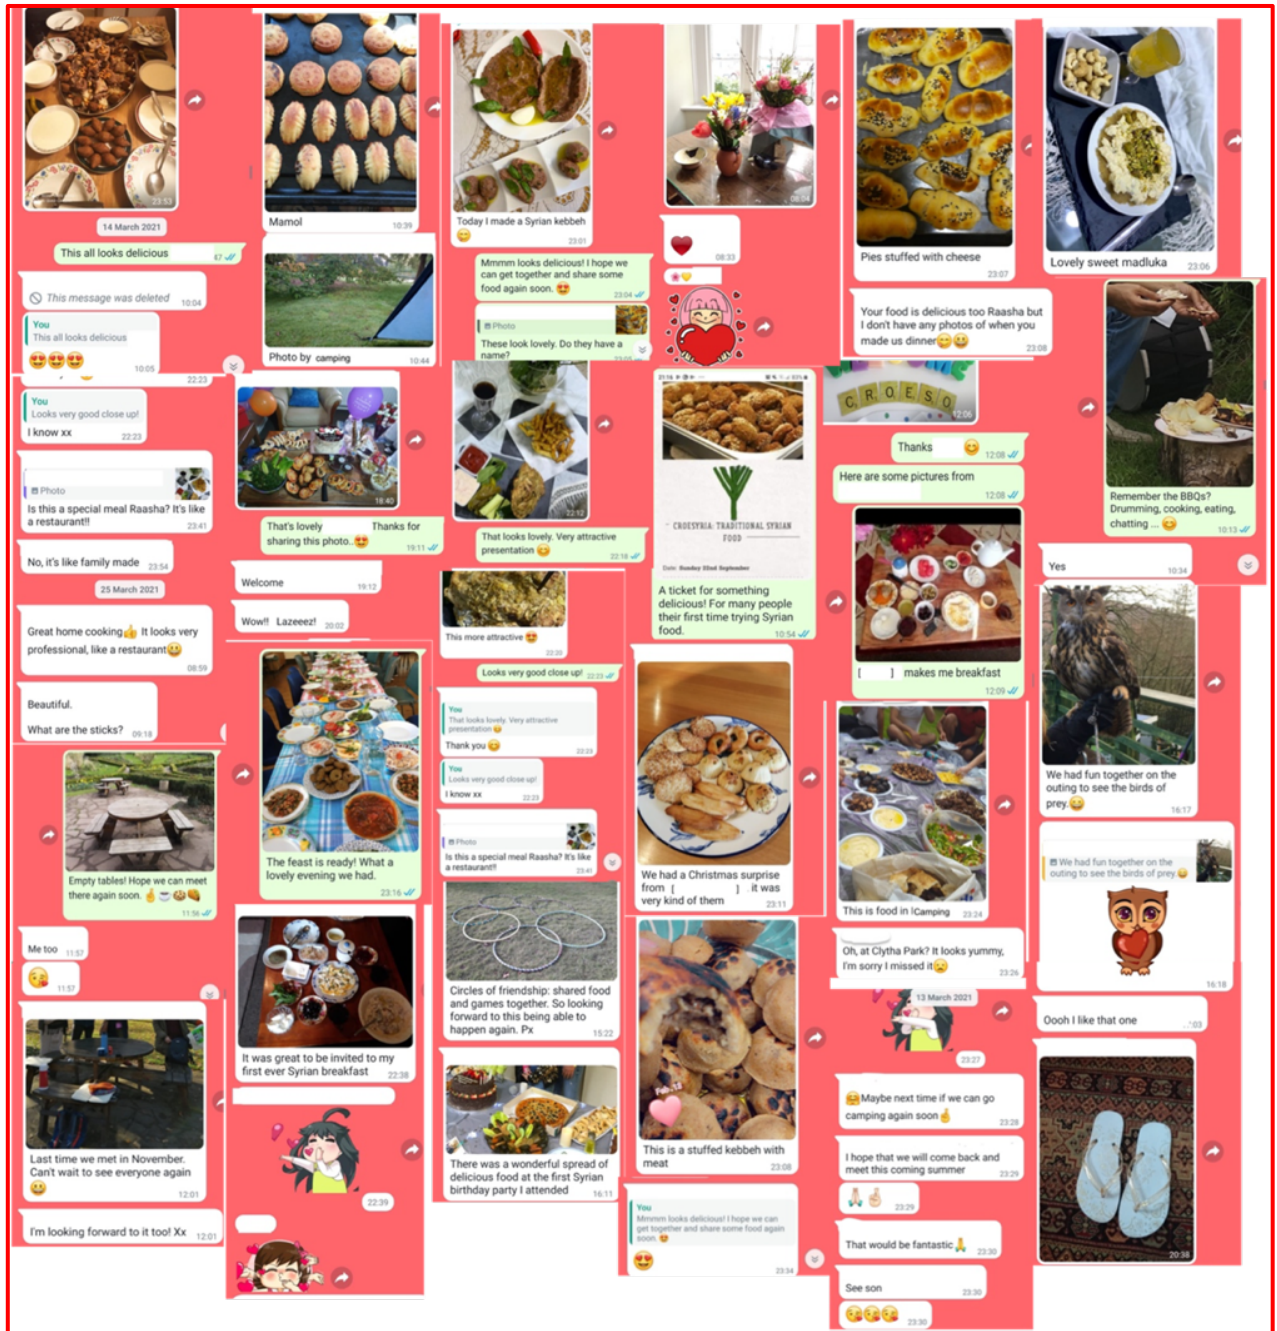 23:53
14 March 2021
This all looks delicious
47
This message was deleted
10:04
You
This all looks delicious
10:05
22:23
You
Looks very good close up!
I know xx
22:23
Photo
Is this a special meal Raasha? It's like
a restaurant!!
23:41
No, it's like family made
23:54
25 March 2021
Great home cooking👍 It looks very
professional, like a restaurant😃
08:59
Beautiful.
What are the sticks?
09:18
Empty tables! Hope we can meet
there again soon.
11:56
Me too
11:57
11:57
Last time we met in November.
Can't wait to see everyone again
😃
12:01
I'm looking forward to it too! Xx
12:01
Mamol
10:39
Photo by camping
10:44
18:40
That's lovely Thanks for
sharing this photo..😍
19:11
Welcome
19:12
Wow!! Lazeeez!
20:02
The feast is ready! What a
lovely evening we had.
23:16
It was great to be invited to my
first ever Syrian breakfast
22:38
22:39
Today I made a Syrian kebbeh
😄
23:01
Mmmm looks delicious! I hope we
can get together and share some
food again soon. 😍
23:04
Photo
These look lovely. Do they have a
name?
22:12
That looks lovely. Very attractive
presentation 😊
22:18
This more attractive 😍
22:20
Looks very good close up!
22:23
You
That looks lovely. Very attractive
presentation 😊
Thank you 😊
22:23
You
Looks very good close up!
I know xx
22:23
Photo
Is this a special meal Raasha? It's like
a restaurant!!
23:41
Circles of friendship: shared food
and games together. So looking
forward to this being able to
happen again. Px
15:22
There was a wonderful spread of
delicious food at the first Syrian
birthday party I attended
16:11
08:04
❤️
08:33
21:16
93%
CROESYRIA: TRADITIONAL SYRIAN
FOOD
Date Sunday 22nd September
A ticket for something
delicious! For many people
their first time trying Syrian
food.
10:54
We had a Christmas surprise
from [ ] . it was
very kind of them
23:11
Feb 15
This is a stuffed kebbeh with
meat
23:08
You
Mmmm looks delicious! I hope we can
get together and share some food again
soon. 😍
😍
23:34
Pies stuffed with cheese
23:07
Your food is delicious too Raasha but
I don't have any photos of when you
made us dinner😋😀
23:08
CROESO
12:06
Thanks 😊
12:08
Here are some pictures from
12:08
[ ] makes me breakfast
12:09
This is food in lCamping
23:24
Oh, at Clytha Park? It looks yummy,
I'm sorry I missed it
23:26
13 March 2021
23:27
🤗Maybe next time if we can go
camping again soon🤞
23:28
I hope that we will come back and
meet this coming summer
23:29
🙏🤞
23:29
That would be fantastic🙏
23:30
See son
23:30
😘😘😘
23:30
Lovely sweet madluka
23:06
Remember the BBQs?
Drumming, cooking, eating,
chatting ... 😊
10:13
Yes
10:34
We had fun together on the
outing to see the birds of
prey.😀
16:17
We had fun together on the
outing to see the birds of prey.😀
16:18
Oooh I like that one
:03
20:38